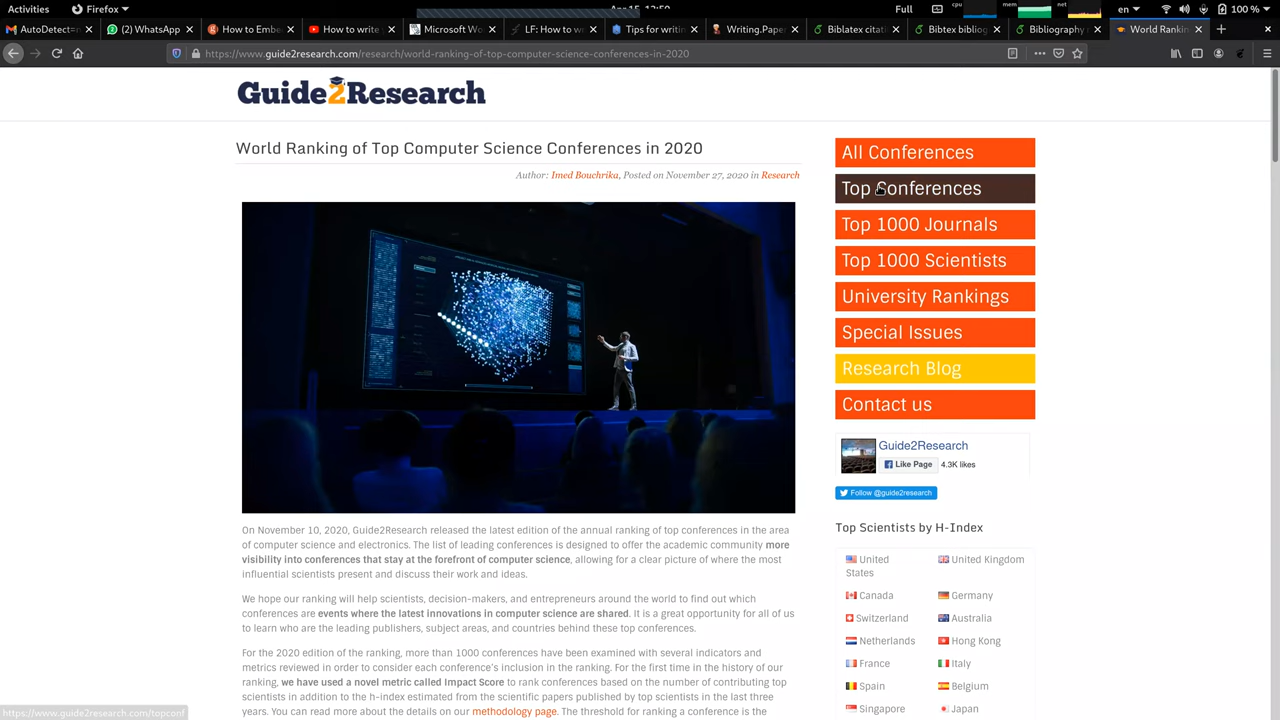 Activities
Firefox
Full
cpu
mem
net
en
100 %
AutoDetect=n
WhatsApp
How to Embe
How to write
Microsoft Wo
LF: How to w
Tips for writin
Writing.Paper
Biblatex citati
Bibtex bibliog
Bibliography m
World Rankin
https://www.guide2research.com/research/world-ranking-of-top-computer-science-conferences-in-2020
Guide2Research
World Ranking of Top Computer Science Conferences in 2020
Author: Imed Bouchrika, Posted on November 27, 2020 in Research
On November 10, 2020, Guide2Research released the latest edition of the annual ranking of top conferences in the area
of computer science and electronics. The list of leading conferences is designed to offer the academic community more
visibility into conferences that stay at the forefront of computer science, allowing for a clear picture of where the most
influential scientists present and discuss their work and ideas.
We hope our ranking will help scientists, decision-makers, and entrepreneurs around the world to find out which
conferences are events where the latest innovations in computer science are shared. It is a great opportunity for all of us
to learn who are the leading publishers, subject areas, and countries behind these top conferences.
For the 2020 edition of the ranking, more than 1000 conferences have been examined with several indicators and
metrics reviewed in order to consider each conference's inclusion in the ranking. For the first time in the history of our
ranking, we have used a novel metric called Impact Score to rank conferences based on the number of contributing top
scientists in addition to the h-index estimated from the scientific papers published by top scientists in the last three
years. You can read more about the details on our methodology page. The threshold for ranking a conference is the
All Conferences
Top Conferences
Top 1000 Journals
Top 1000 Scientists
University Rankings
Special Issues
Research Blog
Contact us
Guide2Research
Like Page 4.3K likes
Follow @guide2research
Top Scientists by H-Index
United States
United Kingdom
Canada
Germany
Switzerland
Australia
Netherlands
Hong Kong
France
Italy
Spain
Belgium
Singapore
Japan
https://www.guide2research.com/topconf